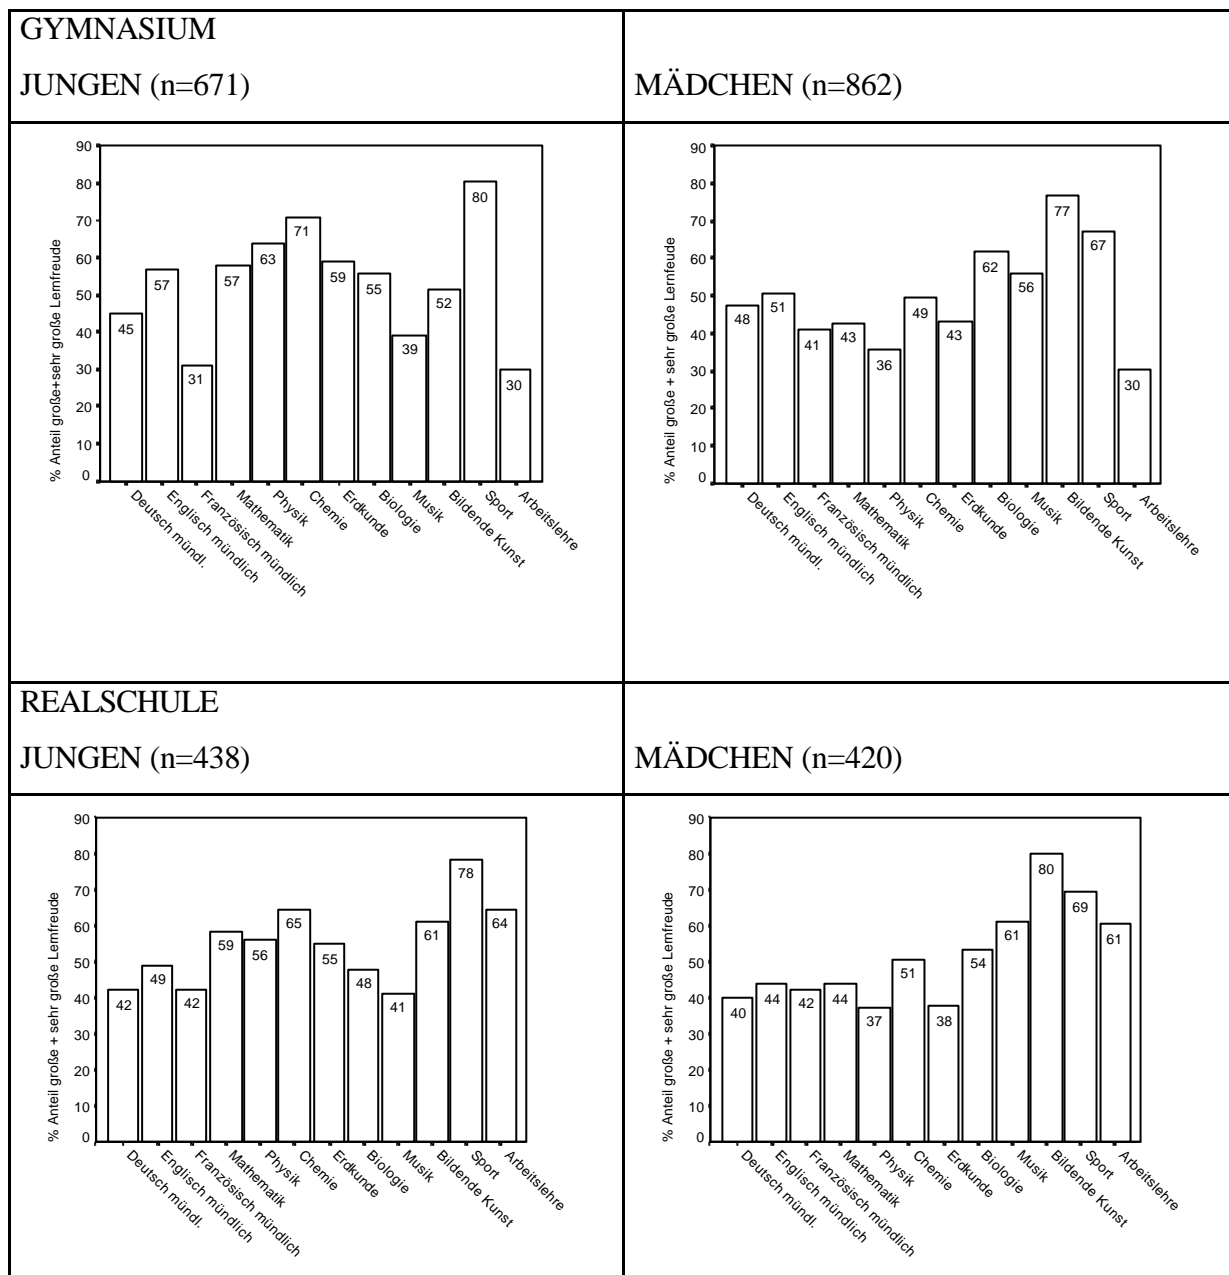 GYMNASIUM
JUNGEN (n=671)
MÄDCHEN (n=862)
% Anteil große+sehr große Lernfreude
90
80
70
60
50
40
30
20
10
0
45
57
31
57
63
71
59
55
39
52
80
30
Deutsch mündl.
Englisch mündlich
Französisch mündlich
Mathematik
Physik
Chemie
Erdkunde
Biologie
Musik
Bildende Kunst
Sport
Arbeitslehre
% Anteil große + sehr große Lernfeude
90
80
70
60
50
40
30
20
10
0
48
51
41
43
36
49
43
62
56
77
67
30
Deutsch mündl.
Englisch mündlich
Französisch mündlich
Mathematik
Physik
Chemie
Erdkunde
Biologie
Musik
Bildende Kunst
Sport
Arbeitslehre
REALSCHULE
JUNGEN (n=438)
MÄDCHEN (n=420)
% Anteil große + sehr große Lernfreude
90
80
70
60
50
40
30
20
10
0
42
49
42
59
56
65
55
48
41
61
78
64
Deutsch mündl.
Englisch mündlich
Französisch mündlich
Mathematik
Physik
Chemie
Erdkunde
Biologie
Musik
Bildende Kunst
Sport
Arbeitslehre
% Anteil große + sehr große Lernfreude
90
80
70
60
50
40
30
20
10
0
40
44
42
44
37
51
38
54
61
80
69
61
Deutsch mündl.
Englisch mündlich
Französisch mündlich
Mathematik
Physik
Chemie
Erdkunde
Biologie
Musik
Bildende Kunst
Sport
Arbeitslehre